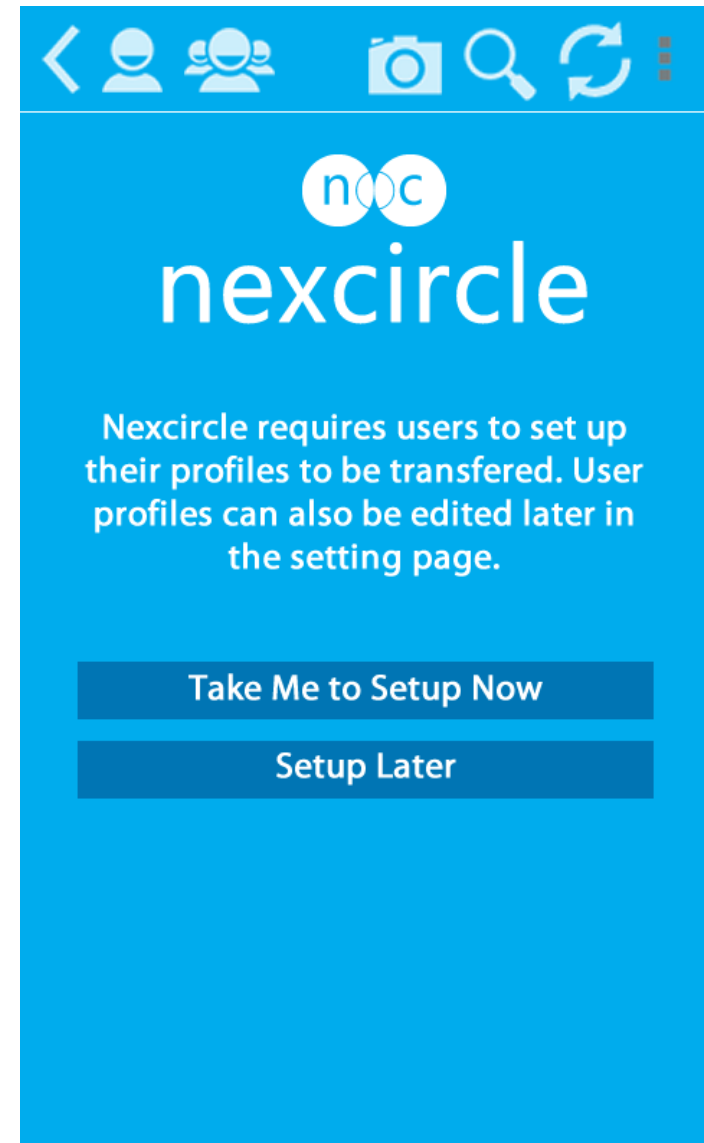 n c
nexcircle
Nexcircle requires users to set up
their profiles to be transfered. User
profiles can also be edited later in
the setting page.
Take Me to Setup Now
Setup Later